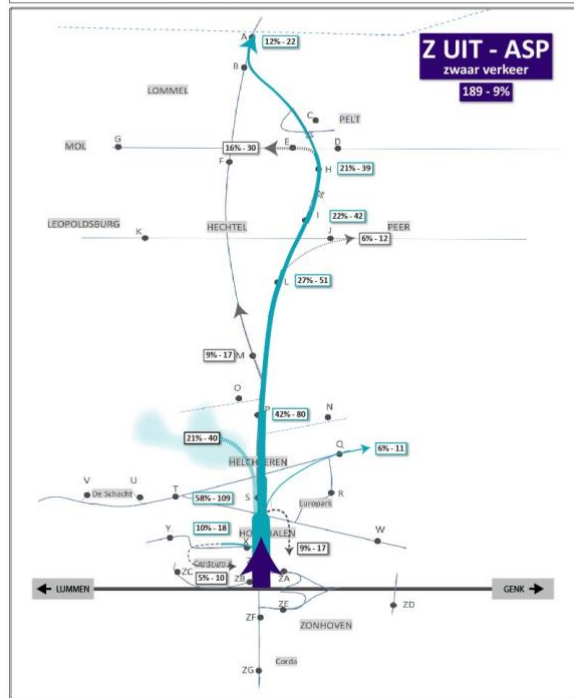 Z UIT - ASP
zwaar verkeer
189 - 9%
A
12% - 22
B
LOMMEL
C
PELT
MOL
G
16% - 30
E
D
F
H
21% - 39
I
22% - 42
LEOPOLDSBURG
K
HECHTEL
J
PEER
6% - 12
L
27% - 51
9% - 17
M
O
P
42% - 80
N
21% - 40
Q
6% - 11
HELCHTEREN
V
U
T
De Schacht
58% - 109
S
R
Europark
10% - 18
Y
X
W
9% - 17
ZC
5% - 10
ZB
ZA
LUMMEN
GENK
ZE
ZD
ZF
ZONHOVEN
Corda
ZG